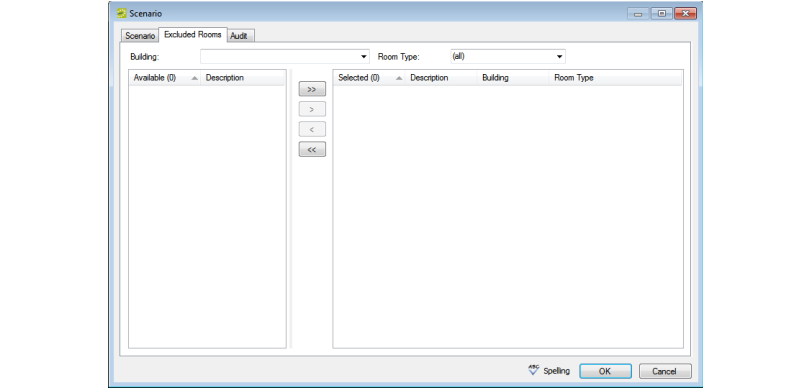 Scenario
Scenario Excluded Rooms Audit
Building: Room Type: (all)
Available (0) Description >> Selected (0) Description Building Room Type
>
<
<<
ABC Spelling OK Cancel